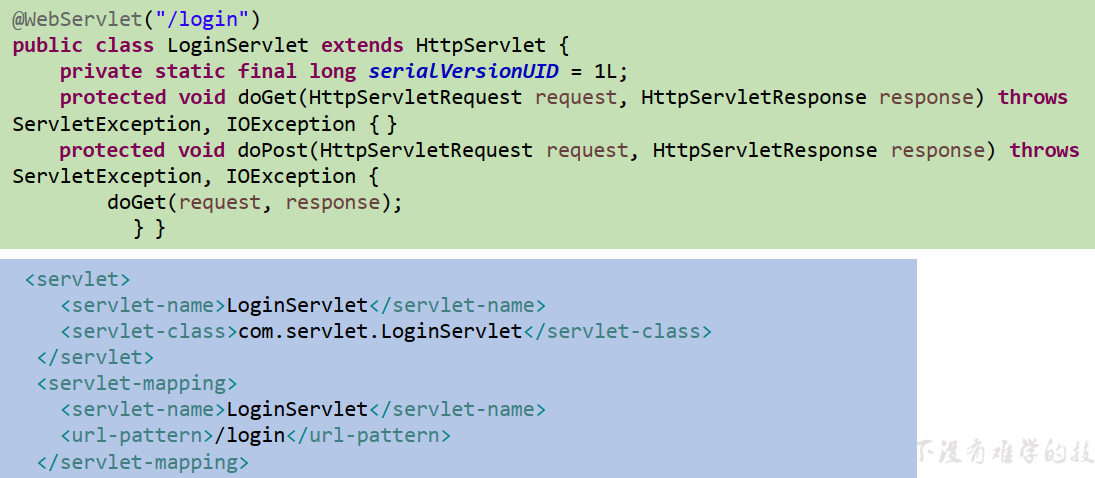 @WebServlet("/login")
public class LoginServlet extends HttpServlet {
    private static final long serialVersionUID = 1L;
    protected void doGet(HttpServletRequest request, HttpServletResponse response) throws
ServletException, IOException { }
    protected void doPost(HttpServletRequest request, HttpServletResponse response) throws
ServletException, IOException {
        doGet(request, response);
          } }
<servlet>
    <servlet-name>LoginServlet</servlet-name>
    <servlet-class>com.servlet.LoginServlet</servlet-class>
</servlet>
<servlet-mapping>
    <servlet-name>LoginServlet</servlet-name>
    <url-pattern>/login</url-pattern>
</servlet-mapping>
下没有难学的技